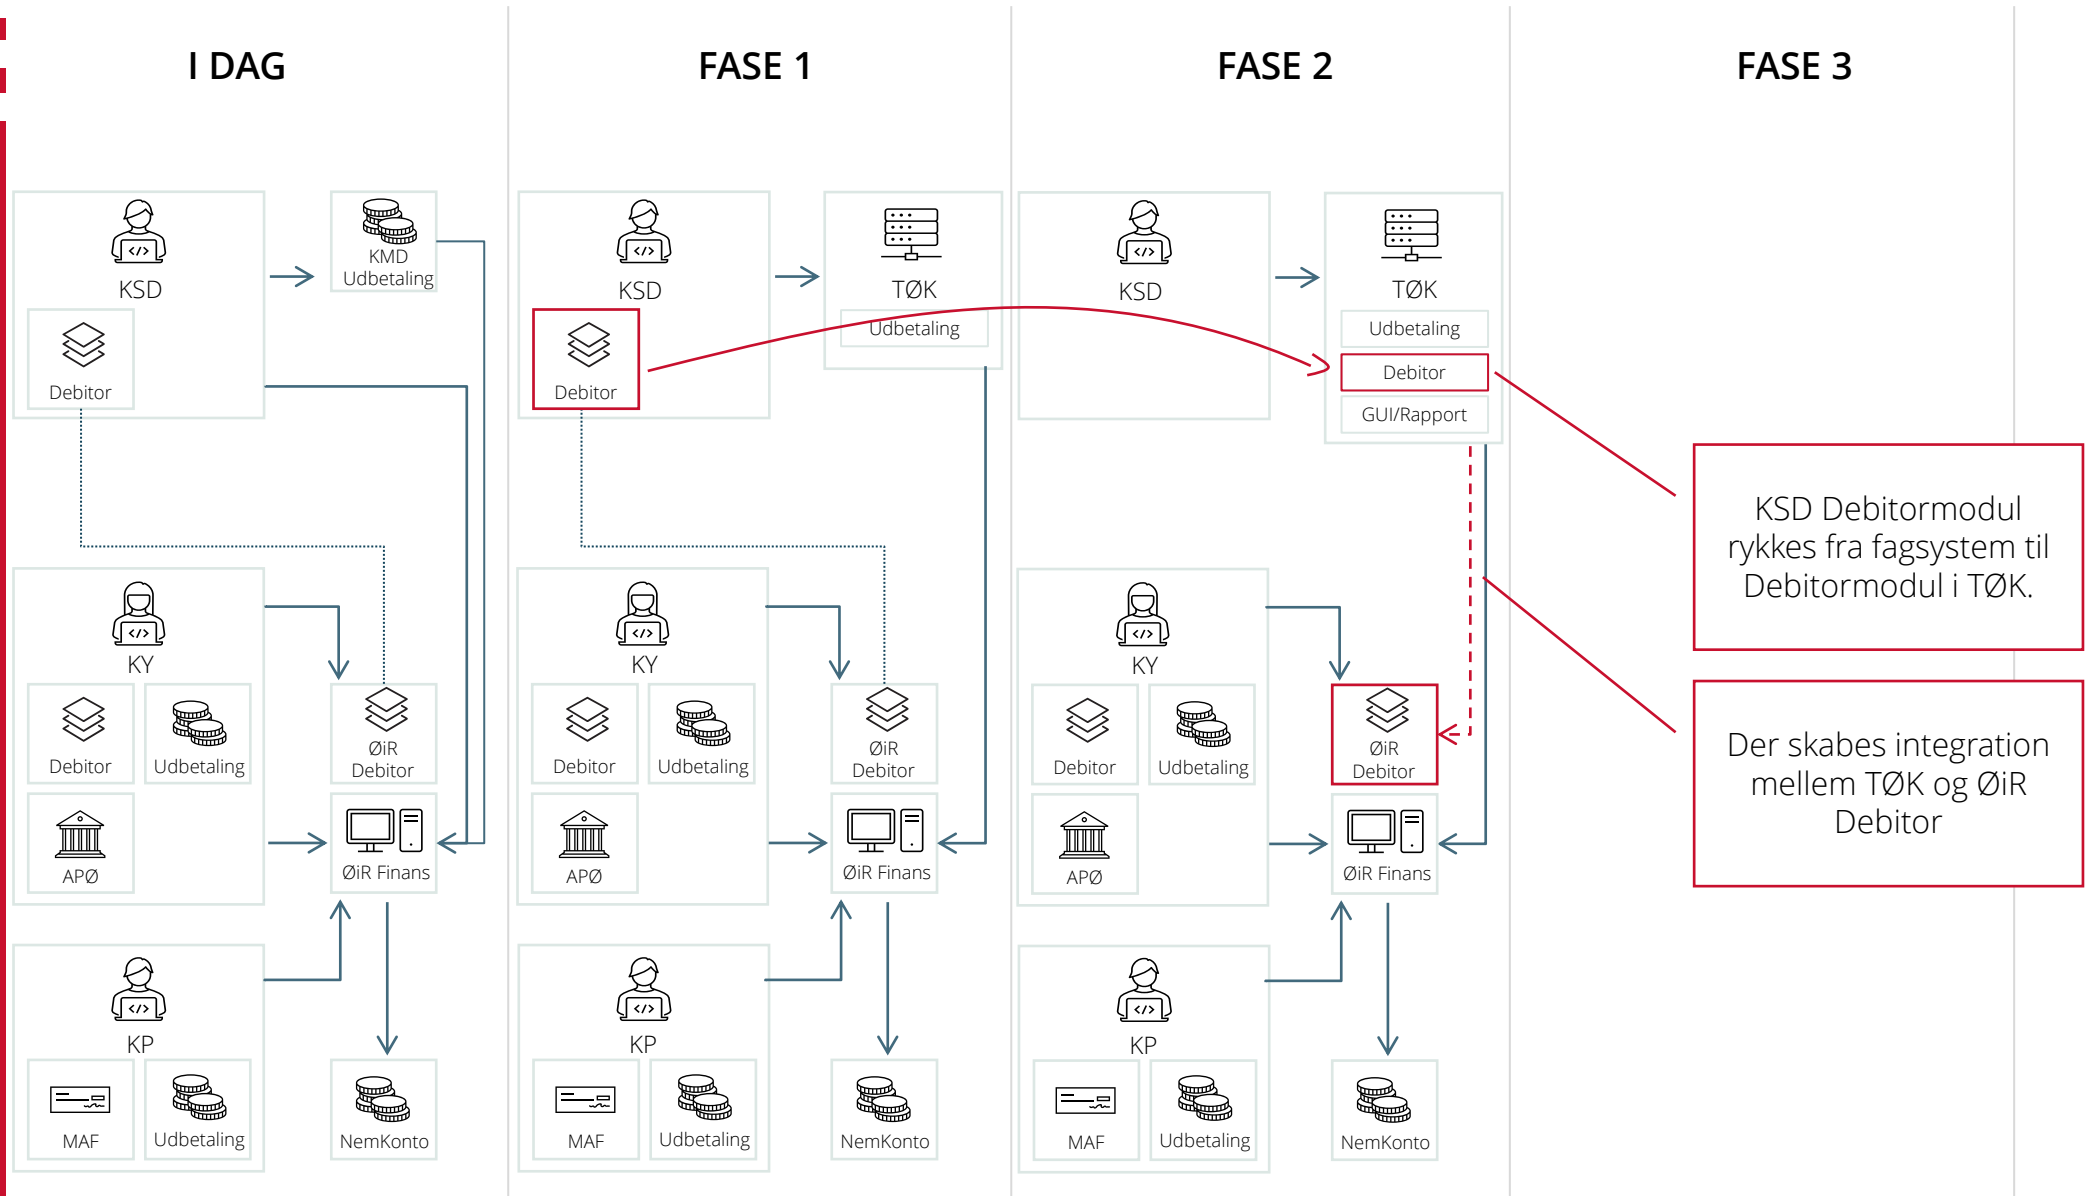 I DAG
FASE 1
FASE 2
FASE 3
KSD
Debitor
KMD
Udbetaling
KY
Debitor
Udbetaling
APØ
ØiR
Debitor
ØiR Finans
KP
MAF
Udbetaling
NemKonto
KSD
Debitor
TØK
Udbetaling
KY
Debitor
Udbetaling
APØ
ØiR
Debitor
ØiR Finans
KP
MAF
Udbetaling
NemKonto
KSD
TØK
Udbetaling
Debitor
GUI/Rapport
KY
Debitor
Udbetaling
APØ
ØiR
Debitor
ØiR Finans
KP
MAF
Udbetaling
NemKonto
KSD Debitormodul
rykkes fra fagsystem til
Debitormodul i TØK.
Der skabes integration
mellem TØK og ØiR
Debitor